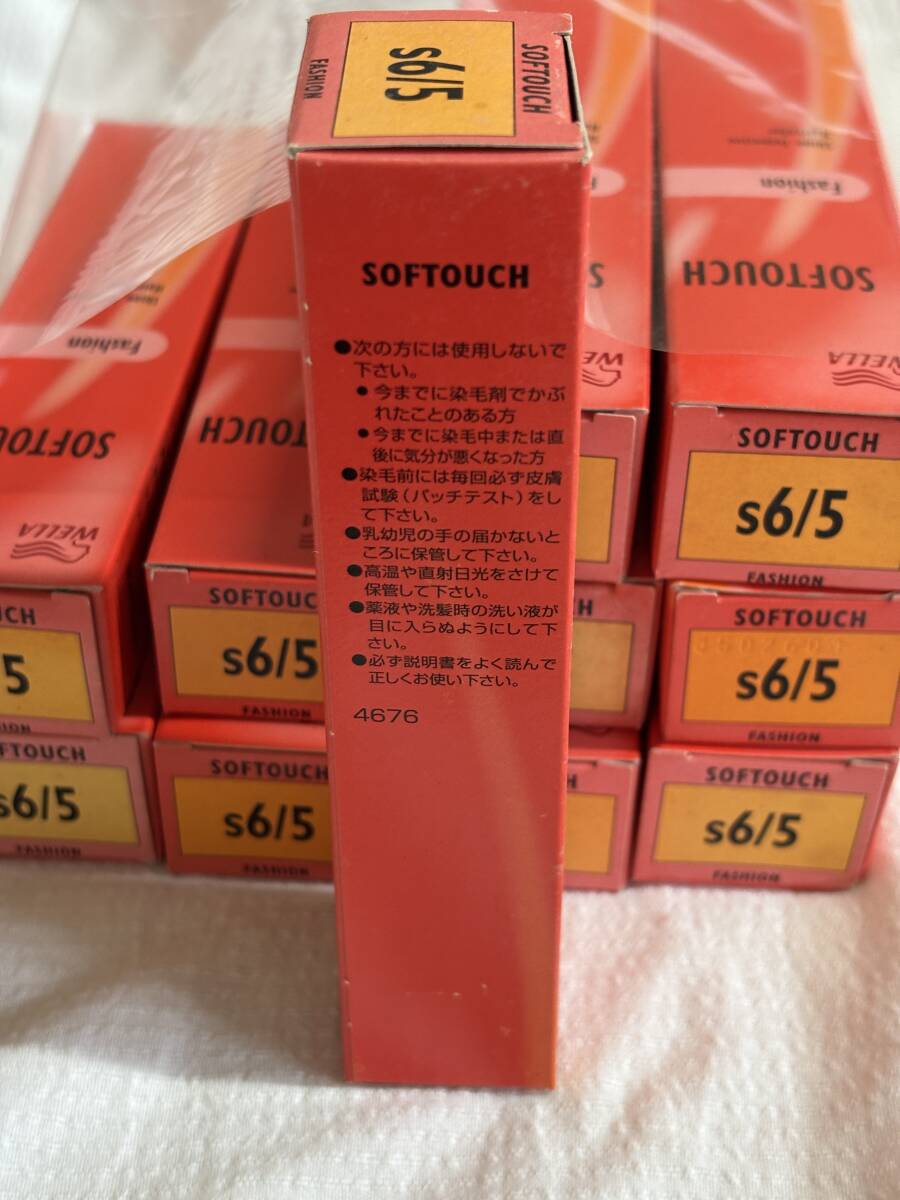 SOFTOUCH
s6/5
FASHION
SOFTOUCH
●次の方には使用しないで
下さい。
●今までに染毛剤でかぶ
れたことのある方
●今までに染毛中または直
後に気分が悪くなった方
●染毛前には毎回必ず皮膚
試験(パッチテスト)をし
て下さい。
●乳幼児の手の届かないと
ころに保管して下さい。
●高温や直射日光をさけて
保管して下さい。
●薬液や洗髪時の洗い液が
目に入らぬようにして下
さい。
●必ず説明書をよく読んで
正しくお使い下さい。
4676
Fashion
SOFTOUCH
WELLA
SOFTOUCH
Fashion
SOFTOUCH
WELLA
SOFTOUCH
s6/5
FASHION
SOFTOUCH
s6/5
FASHION
SOFTOUCH
s6/5
FASHION
SOFTOUCH
s6/5
FASHION
SOFTOUCH
s6/5
FASHION
s6/5
FASHION